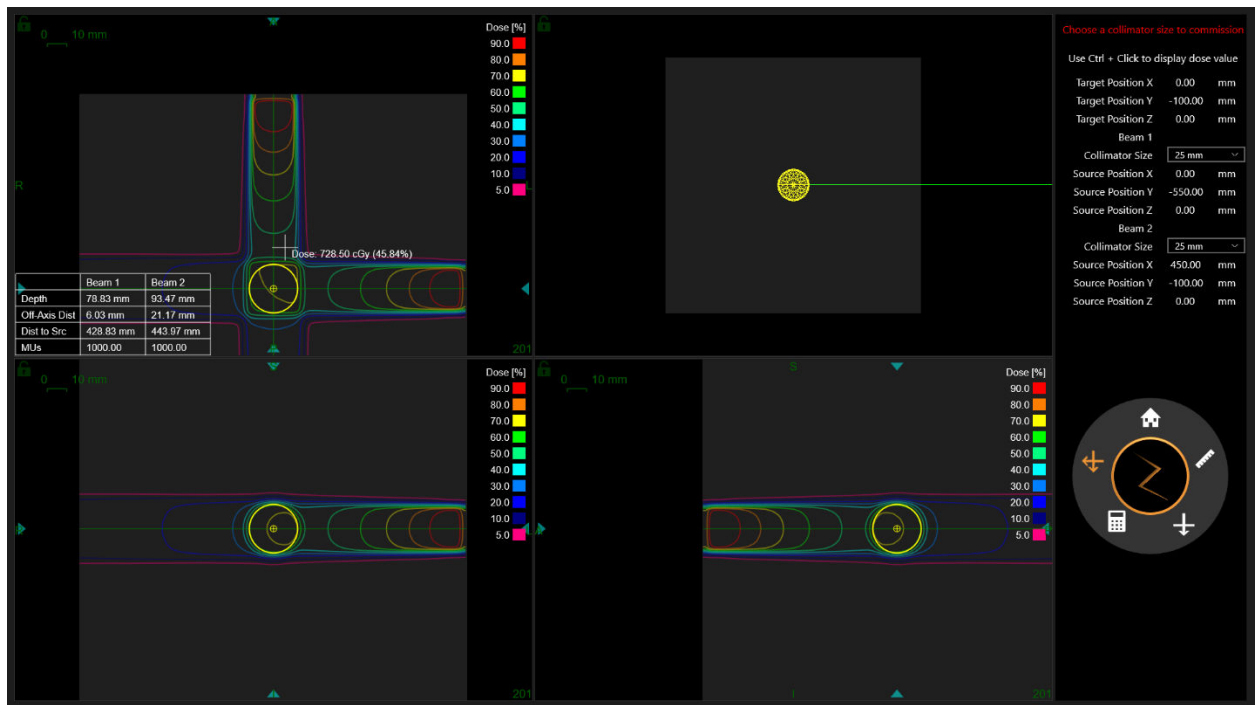 0 10 mm
Dose [%]
90.0
80.0
70.0
60.0
50.0
40.0
30.0
20.0
10.0
5.0
R
Dose: 728.50 cGy (45.84%)
Beam 1 Beam 2
Depth 78.83 mm 93.47 mm
Off-Axis Dist 6.03 mm 21.17 mm
Dist to Src 428.83 mm 443.97 mm
MUs 1000.00 1000.00
201
Choose a collimator size to commission
Use Ctrl + Click to display dose value
Target Position X 0.00 mm
Target Position Y -100.00 mm
Target Position Z 0.00 mm
Beam 1
Collimator Size 25 mm
Source Position X 0.00 mm
Source Position Y -550.00 mm
Source Position Z 0.00 mm
Beam 2
Collimator Size 25 mm
Source Position X 450.00 mm
Source Position Y -100.00 mm
Source Position Z 0.00 mm
0 10 mm
Dose [%]
90.0
80.0
70.0
60.0
50.0
40.0
30.0
20.0
10.0
5.0
201
0 10 mm
S
Dose [%]
90.0
80.0
70.0
60.0
50.0
40.0
30.0
20.0
10.0
5.0
A
I
201